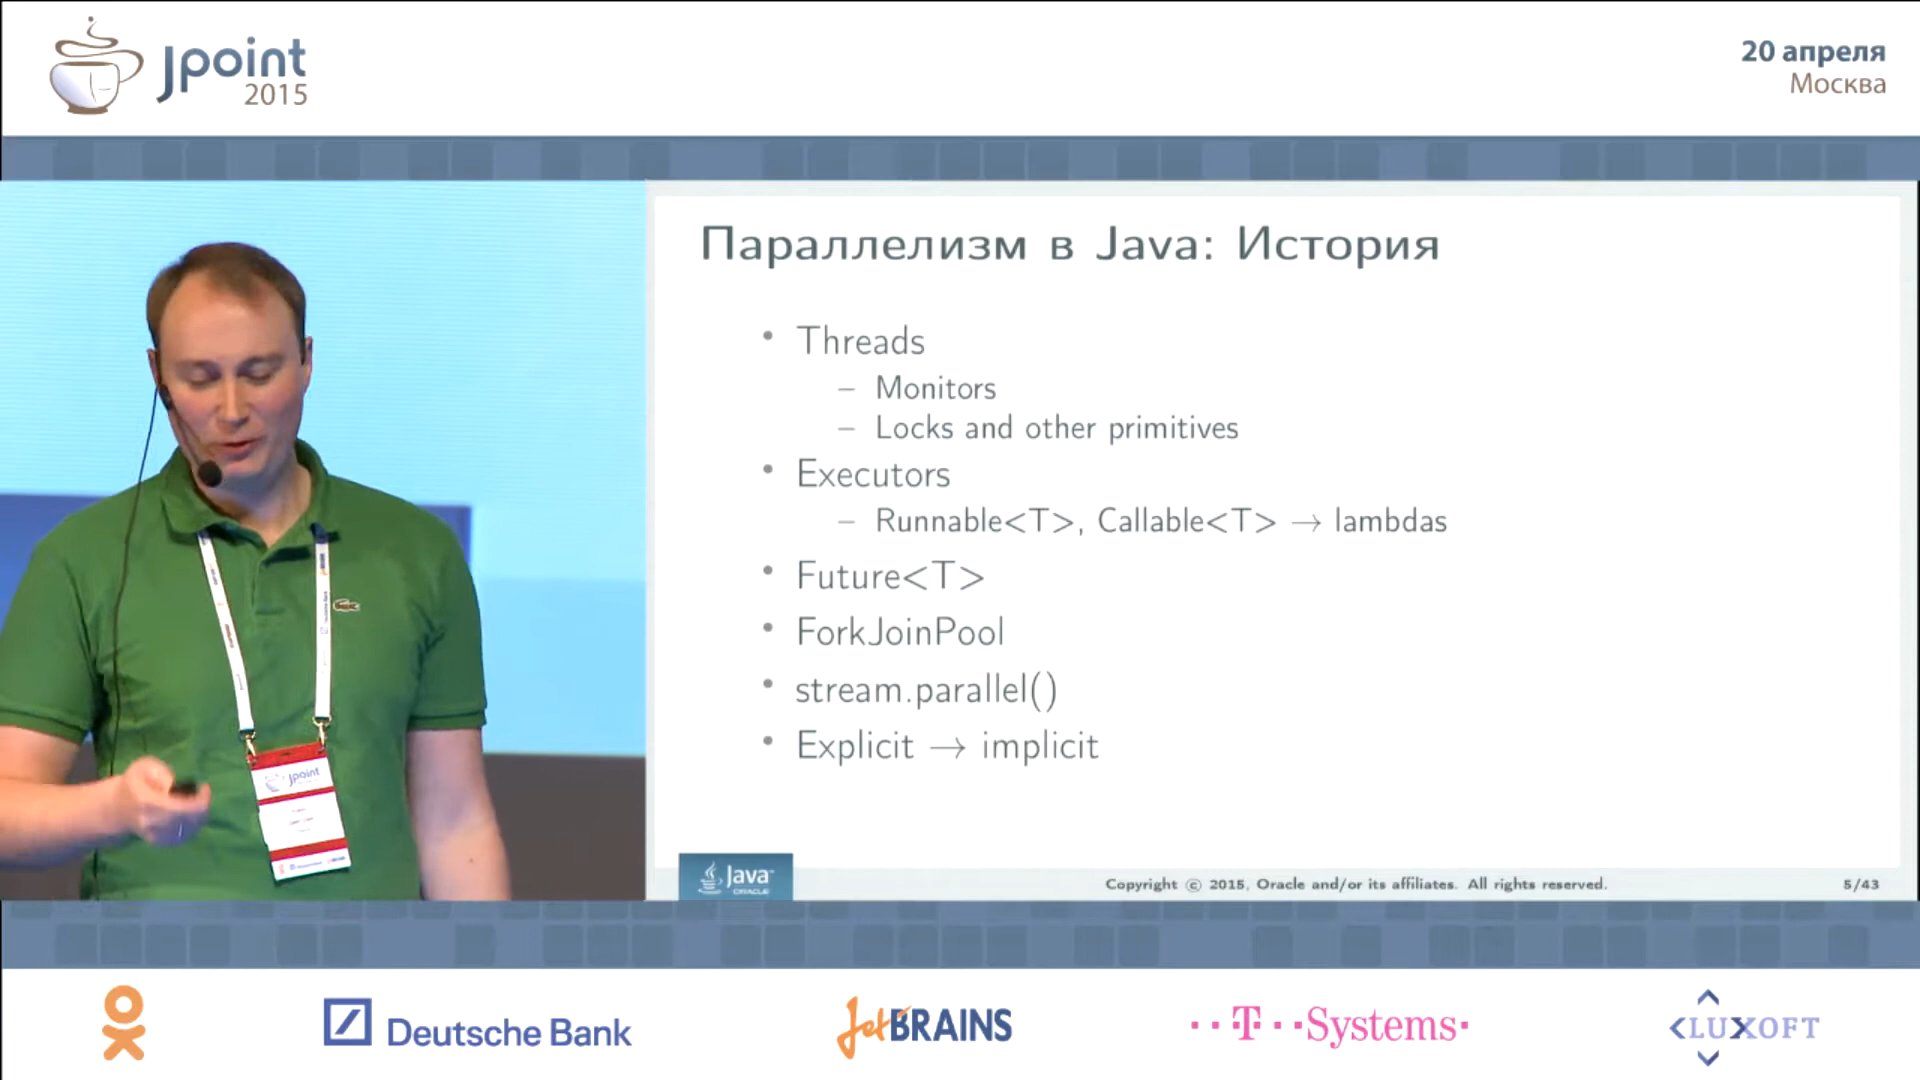 Jpoint
2015
20 апреля
Москва
Параллелизм в Java: История
• Threads
– Monitors
– Locks and other primitives
• Executors
– Runnable<T>, Callable<T> → lambdas
• Future<T>
• ForkJoinPool
• stream.parallel()
• Explicit → implicit
Jpoint
Java
ORACLE
Copyright © 2015, Oracle and/or its affiliates. All rights reserved.
5/43
Deutsche Bank
JetBRAINS
··T··Systems·
LUXOFT